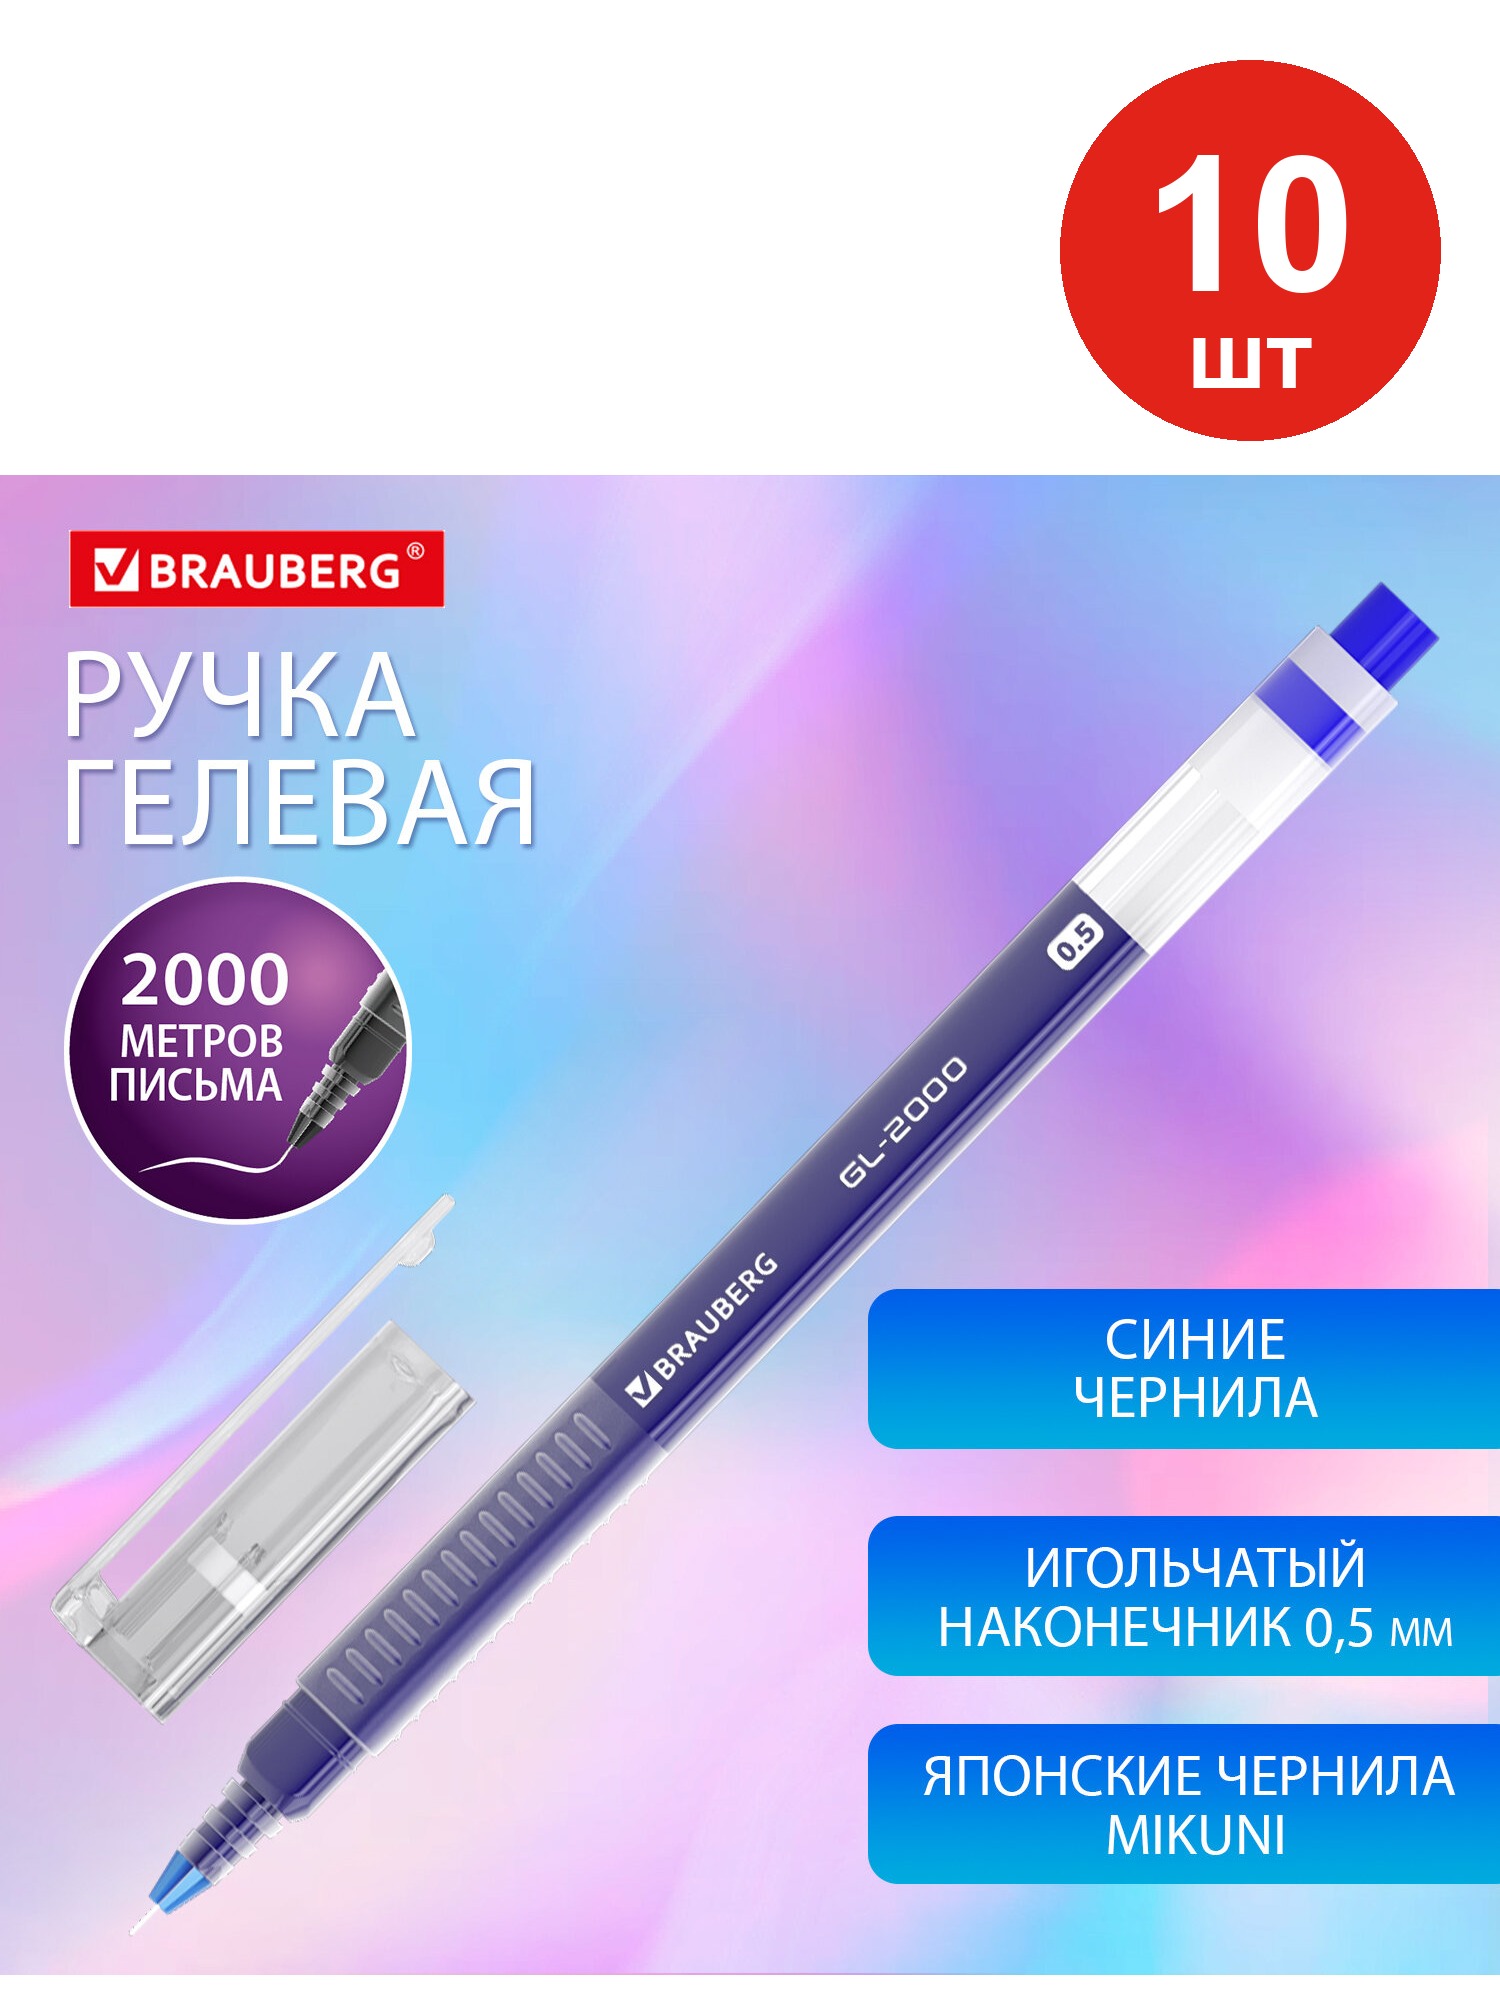 10
шт
BRAUBERG®
РУЧКА
ГЕЛЕВАЯ
2000
МЕТРОВ
ПИСЬМА
0.5
GL-2000
BRAUBERG
СИНИЕ
ЧЕРНИЛА
ИГОЛЬЧАТЫЙ
НАКОНЕЧНИК 0,5 мм
ЯПОНСКИЕ ЧЕРНИЛА
MIKUNI